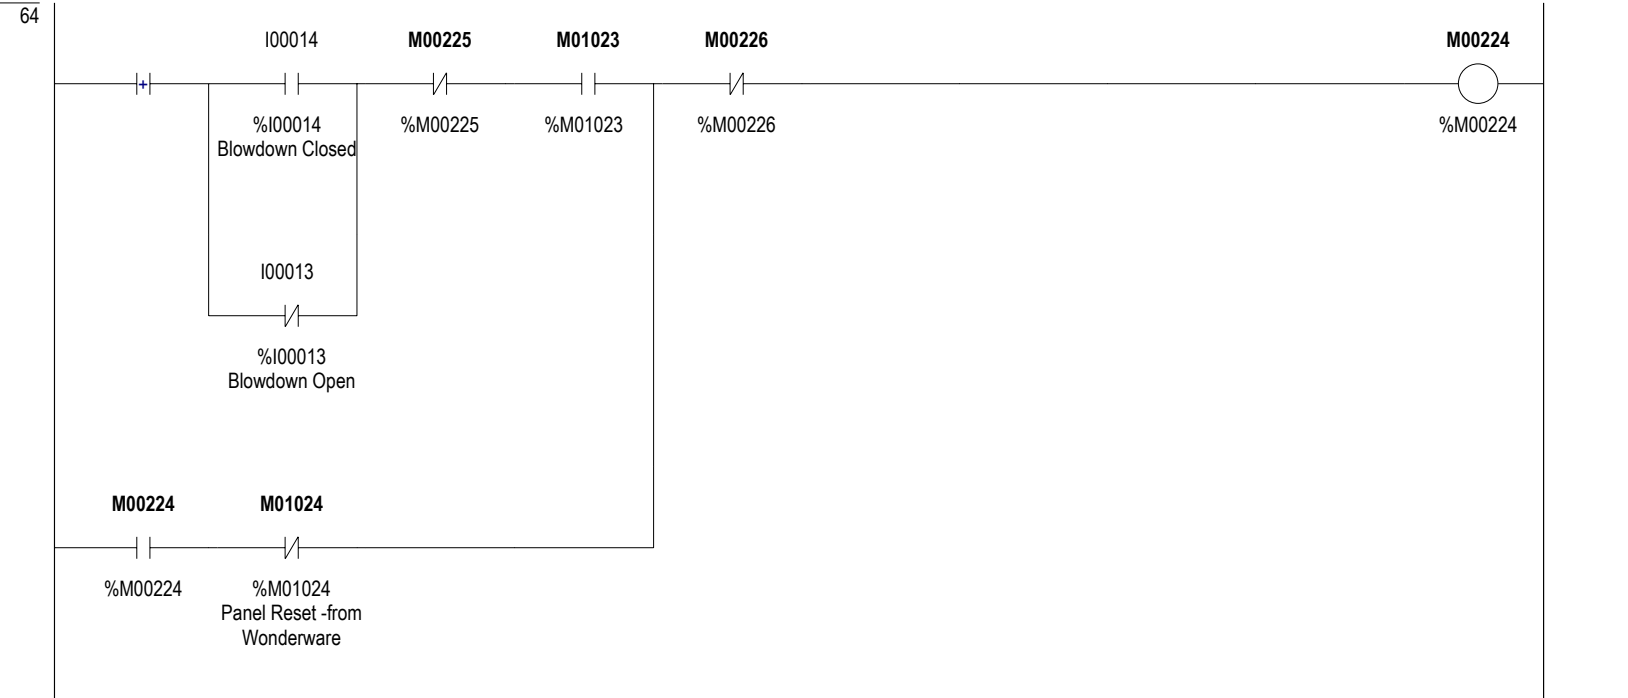 64
I00014
M00225
M01023
M00226
M00224
+
%I00014
%M00225
%M01023
%M00226
%M00224
Blowdown Closed
I00013
%I00013
Blowdown Open
M00224
M01024
%M00224
%M01024
Panel Reset -from
Wonderware